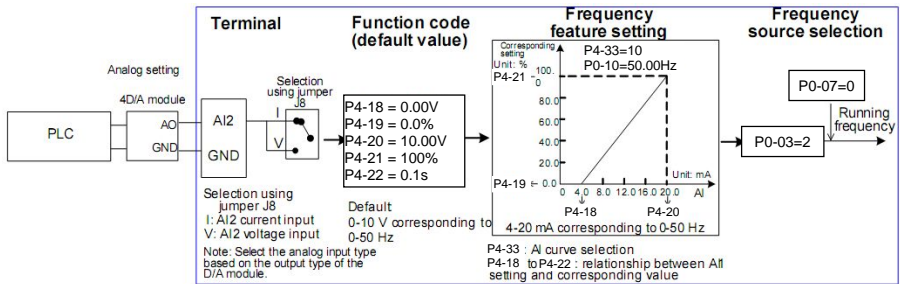 Terminal
Function code
(default value)
Frequency
feature setting
Frequency
source selection
Analog setting
4D/A module
PLC
AO
GND
AI2
GND
I
V
Selection
using jumper
J8
P4-18 = 0.00V
P4-19 = 0.0%
P4-20 = 10.00V
P4-21 = 100%
P4-22 = 0.1s
Corresponding
setting
Unit: %
P4-33=10
P0-10=50.00Hz
P4-21
100.
0
80.0
60.0
40.0
20.0
P4-19
0.0
0 4.0 8.0 12.0 16.0 20.0
Unit: mA
AI
P4-18
P4-20
4-20 mA corresponding to 0-50 Hz
P0-07=0
P0-03=2
Running
frequency
Selection using
jumper J8
I: AI2 current input
V: AI2 voltage input
Note: Select the analog input type
based on the output type of the
D/A module.
Default:
0-10 V corresponding to
0-50 Hz
P4-33 : AI curve selection
P4-18 to P4-22 : relationship between AI1
setting and corresponding value